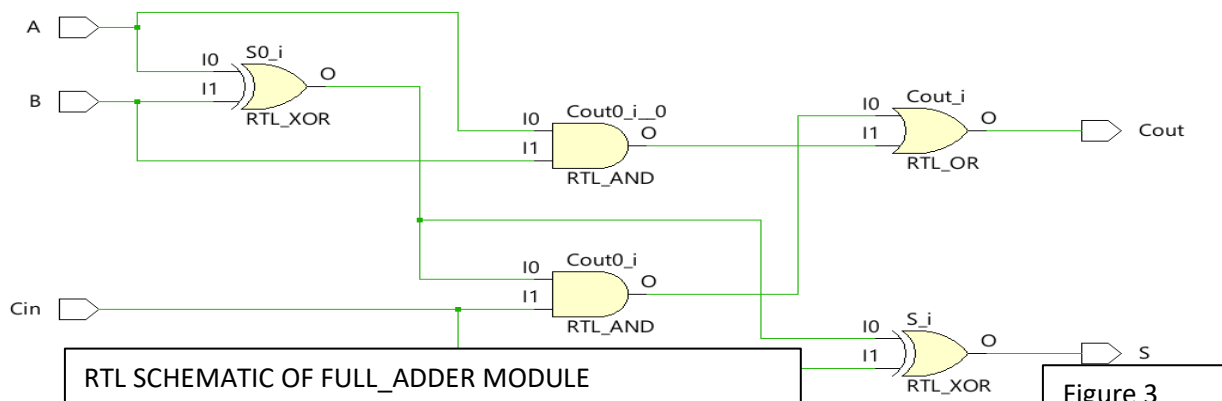 A
S0_i
I0
O
I1
B
RTL_XOR
Cout0_i__0
I0
O
I1
RTL_AND
Cout_i
I0
O
I1
Cout
RTL_OR
Cout0_i
I0
O
I1
Cin
RTL_AND
S_i
I0
O
I1
S
RTL_XOR
RTL SCHEMATIC OF FULL_ADDER MODULE
Figure 3